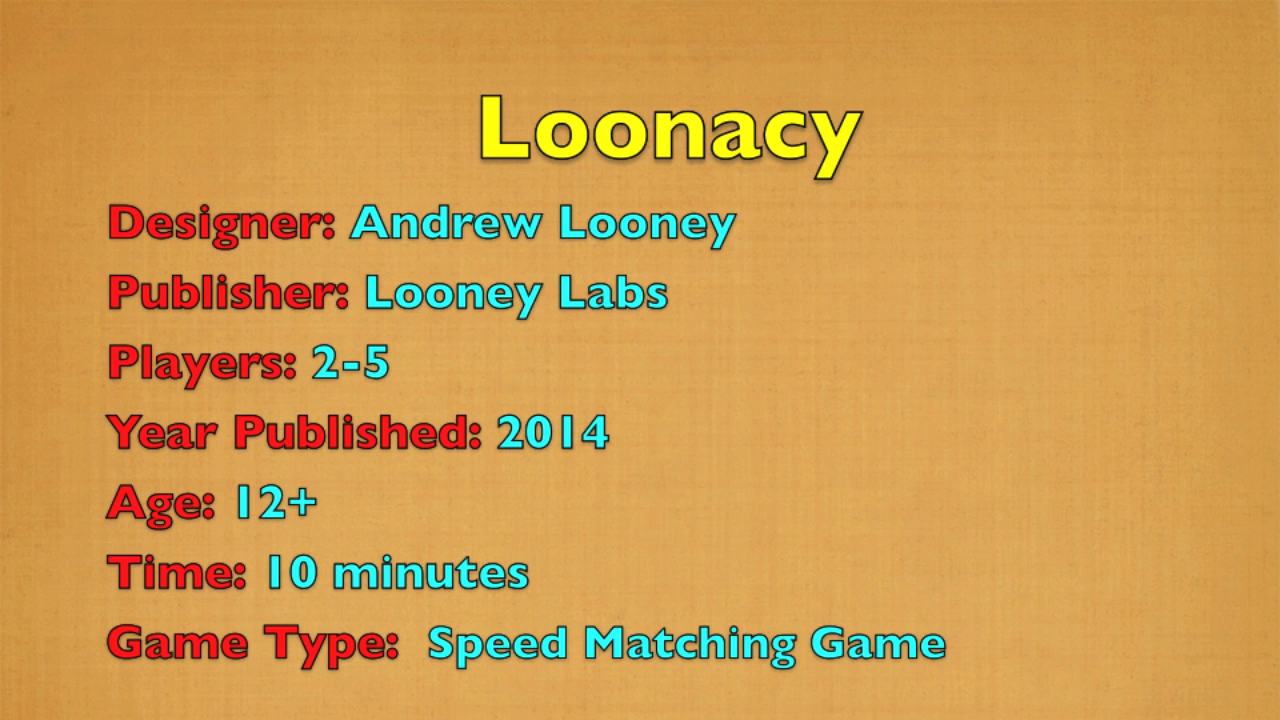 Loonacy
Designer: Andrew Looney
Publisher: Looney Labs
Players: 2-5
Year Published: 2014
Age: 12+
Time: 10 minutes
Game Type: Speed Matching Game